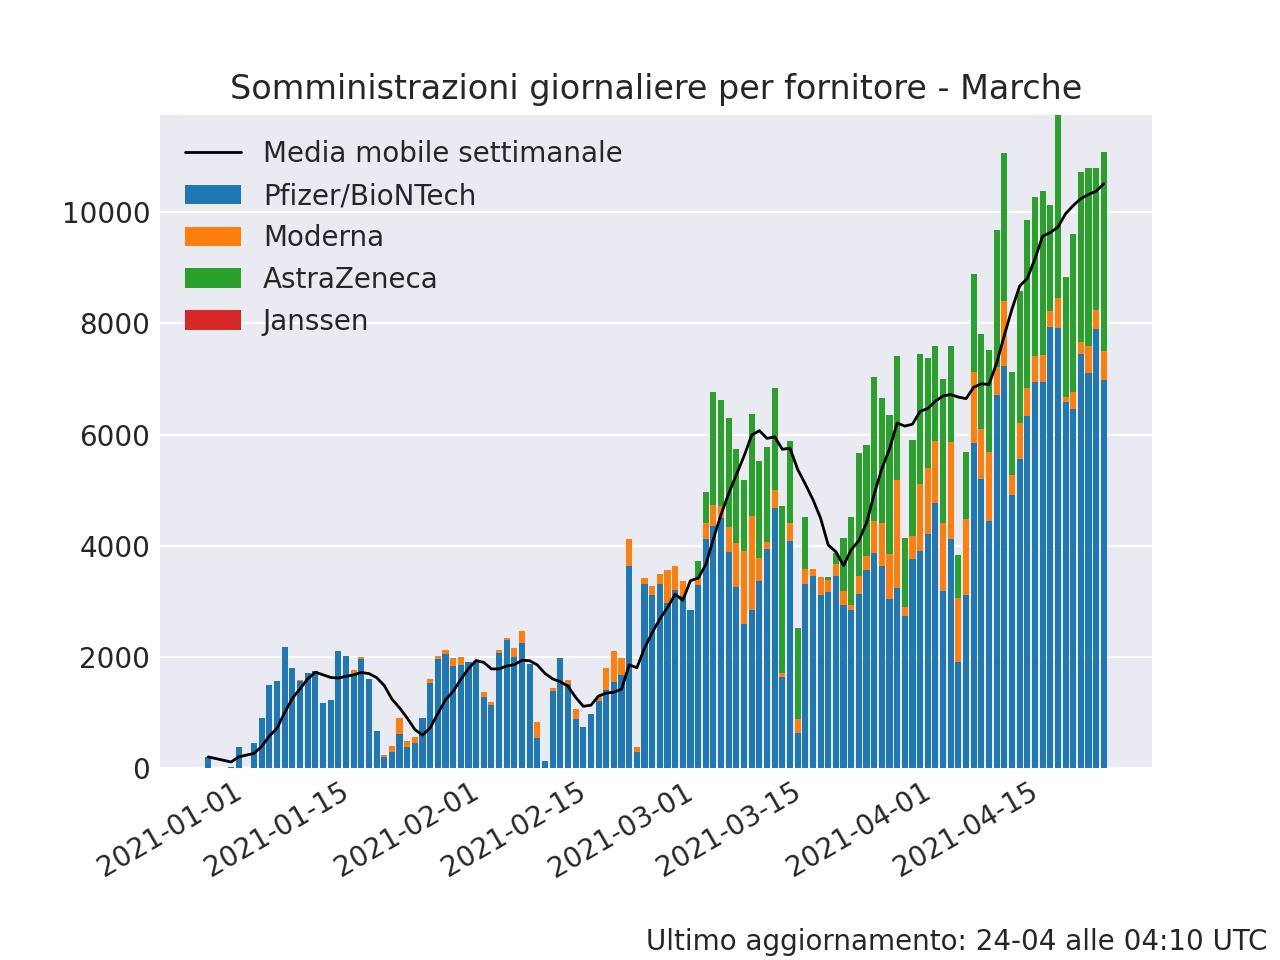 Somministrazioni giornaliere per fornitore - Marche
Media mobile settimanale
Pfizer/BioNTech
Moderna
AstraZeneca
Janssen
10000
8000
6000
4000
2000
0
2021-01-01
2021-01-15
2021-02-01
2021-02-15
2021-03-01
2021-03-15
2021-04-01
2021-04-15
Ultimo aggiornamento: 24-04 alle 04:10 UTC